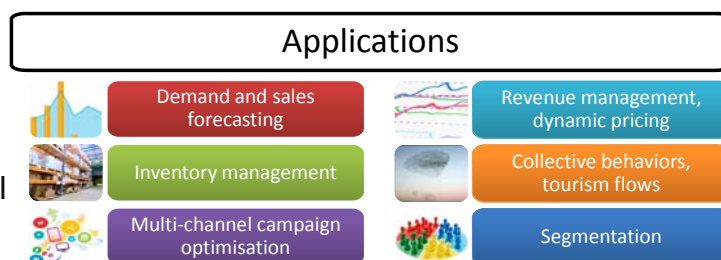 Applications
Demand and sales
forecasting
Revenue management,
dynamic pricing
Inventory management
Collective behaviors,
tourism flows
l
Multi-channel campaign
optimisation
Segmentation